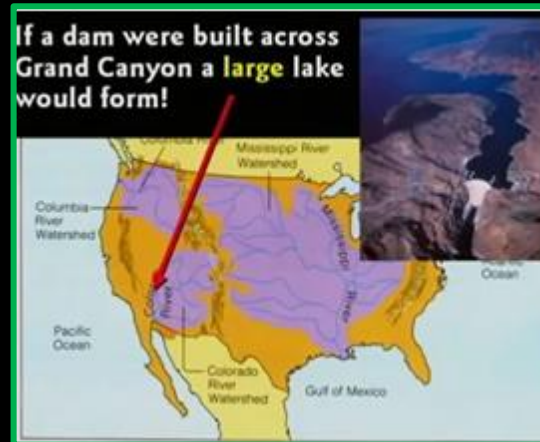 If a dam were built across
Grand Canyon a large lake
would form!
Mississippi River
Watershed
Columbia
River
Watershed
Mississippi River
River
Ocean
Pacific
Ocean
Colorado
River
Watershed
Gulf of Mexico